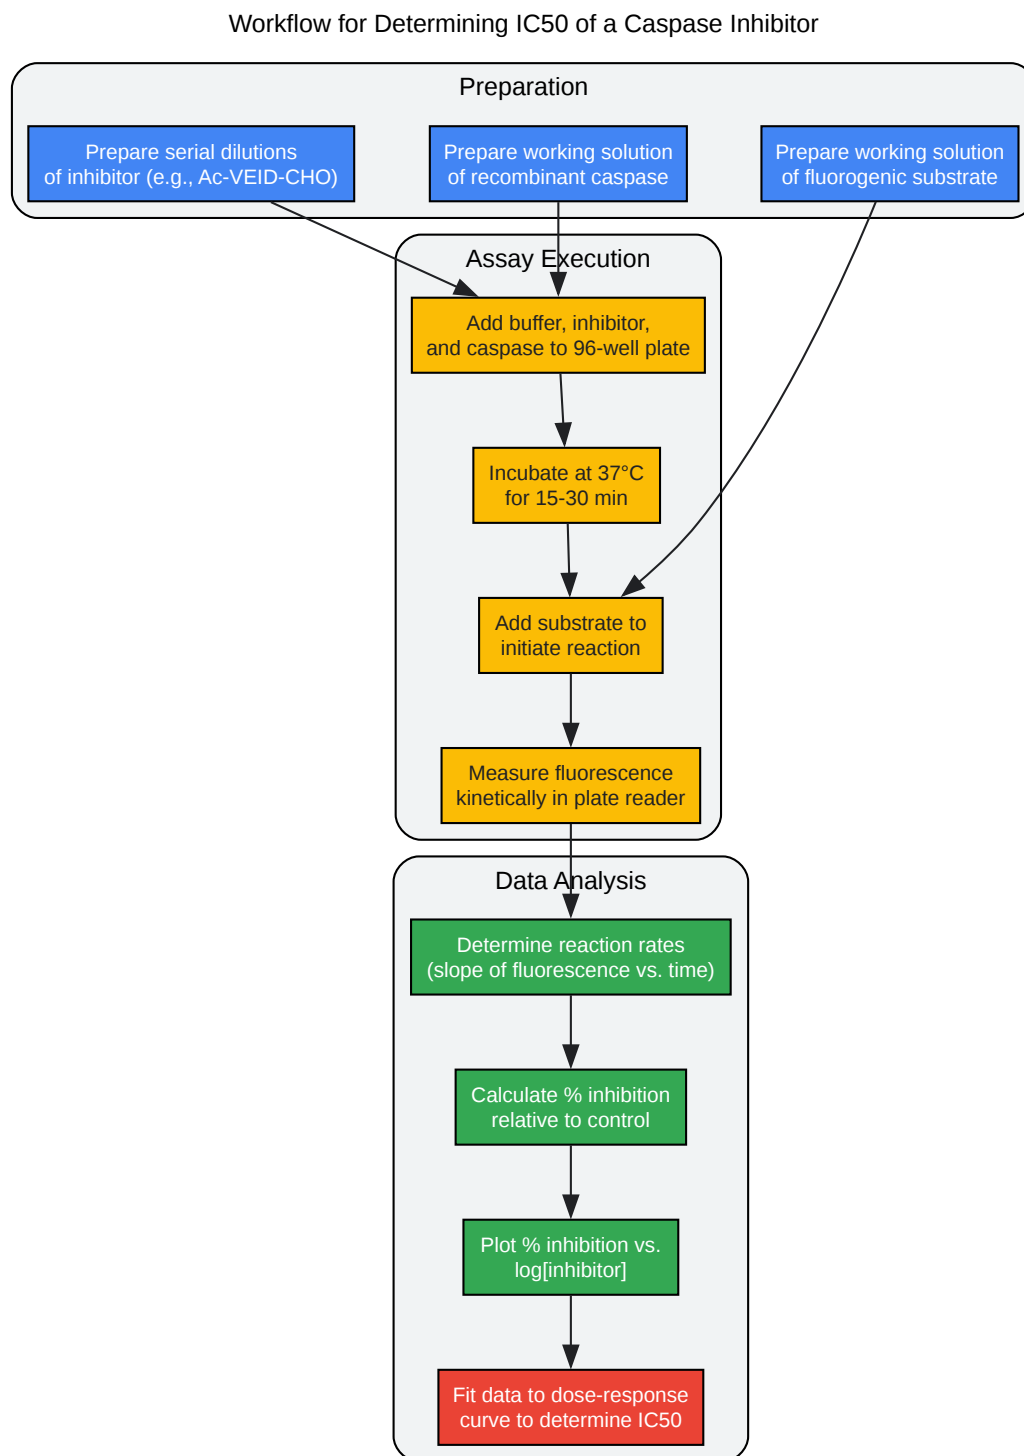 Workflow for Determining IC50 of a Caspase Inhibitor
Preparation
Prepare serial dilutions
of inhibitor (e.g., Ac-VEID-CHO)
Prepare working solution
of recombinant caspase
Prepare working solution
of fluorogenic substrate
Assay Execution
Add buffer, inhibitor,
and caspase to 96-well plate
Incubate at 37°C
for 15-30 min
Add substrate to
initiate reaction
Measure fluorescence
kinetically in plate reader
Data Analysis
Determine reaction rates
(slope of fluorescence vs. time)
Calculate % inhibition
relative to control
Plot % inhibition vs.
log[inhibitor]
Fit data to dose-response
curve to determine IC50